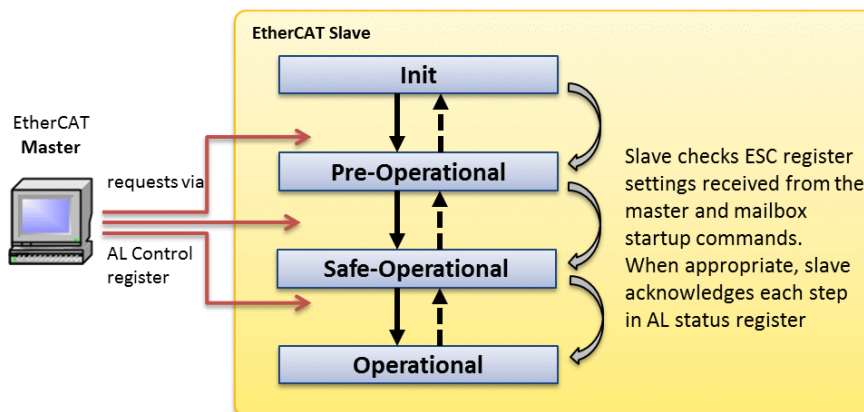 EtherCAT Slave
Init
EtherCAT
Master
requests via
Pre-Operational
AL Control
register
Safe-Operational
Operational
Slave checks ESC register
settings received from the
master and mailbox
startup commands.
When appropriate, slave
acknowledges each step
in AL status register